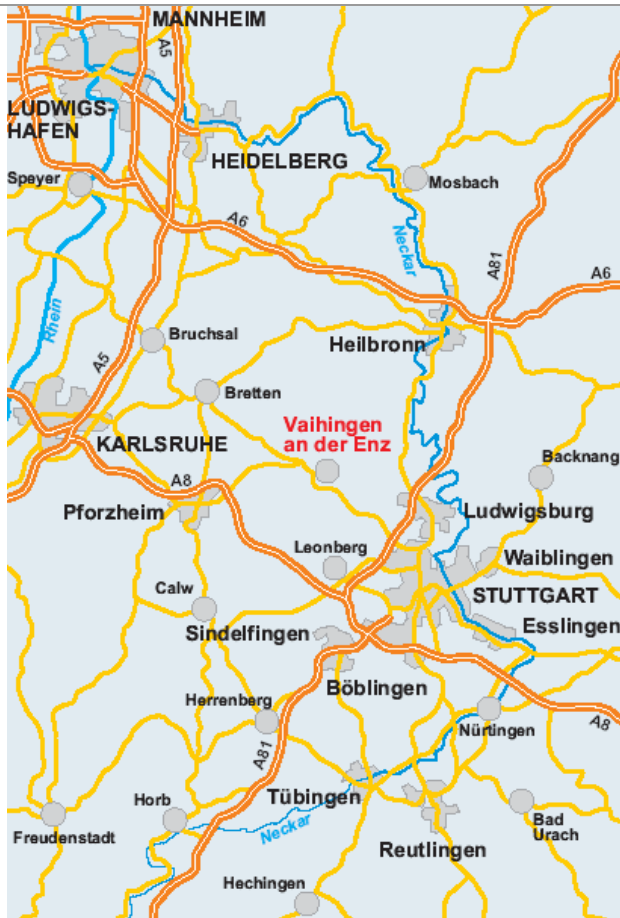 MANNHEIM
A5
LUDWIGS-
HAFEN
HEIDELBERG
Speyer
Mosbach
A6
Neckar
A81
A6
Rhein
Bruchsal
Heilbronn
A5
Bretten
Vaihingen
an der Enz
KARLSRUHE
Backnang
A8
Pforzheim
Ludwigsburg
Leonberg
Waiblingen
Calw
STUTTGART
Sindelfingen
Esslingen
Böblingen
Herrenberg
Nürtingen
A8
A81
Horb
Tübingen
Freudenstadt
Neckar
Bad
Urach
Reutlingen
Hechingen